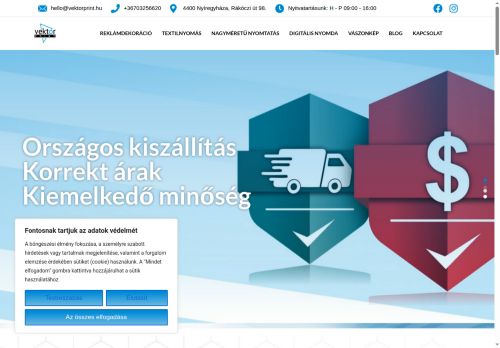 hello@vektorprint.hu
+36703256620
4400 Nyíregyháza, Rákóczi út 98.
Nyitvatartásunk: H - P 09:00 - 16:00
vektor
REKLÁMDEKORÁCIÓ
TEXTILNYOMÁS
NAGYMÉRETŰ NYOMTATÁS
DIGITÁLIS NYOMDA
VÁSZONKÉP
BLOG
KAPCSOLAT
Országos kiszállítás
Korrekt árak
Kiemelkedő minőség
$
Fontosnak tartjuk az adatok védelmét
A böngészési élmény fokozása, a személyre szabott
hirdetések vagy tartalmak megjelenítése, valamint a forgalom
elemzése érdekében sütiket (cookie) használunk. A "Mindet
elfogadom" gombra kattintva hozzájárulhat a sütik
használatához.
Testreszabás
Elutasít
Az összes elfogadása